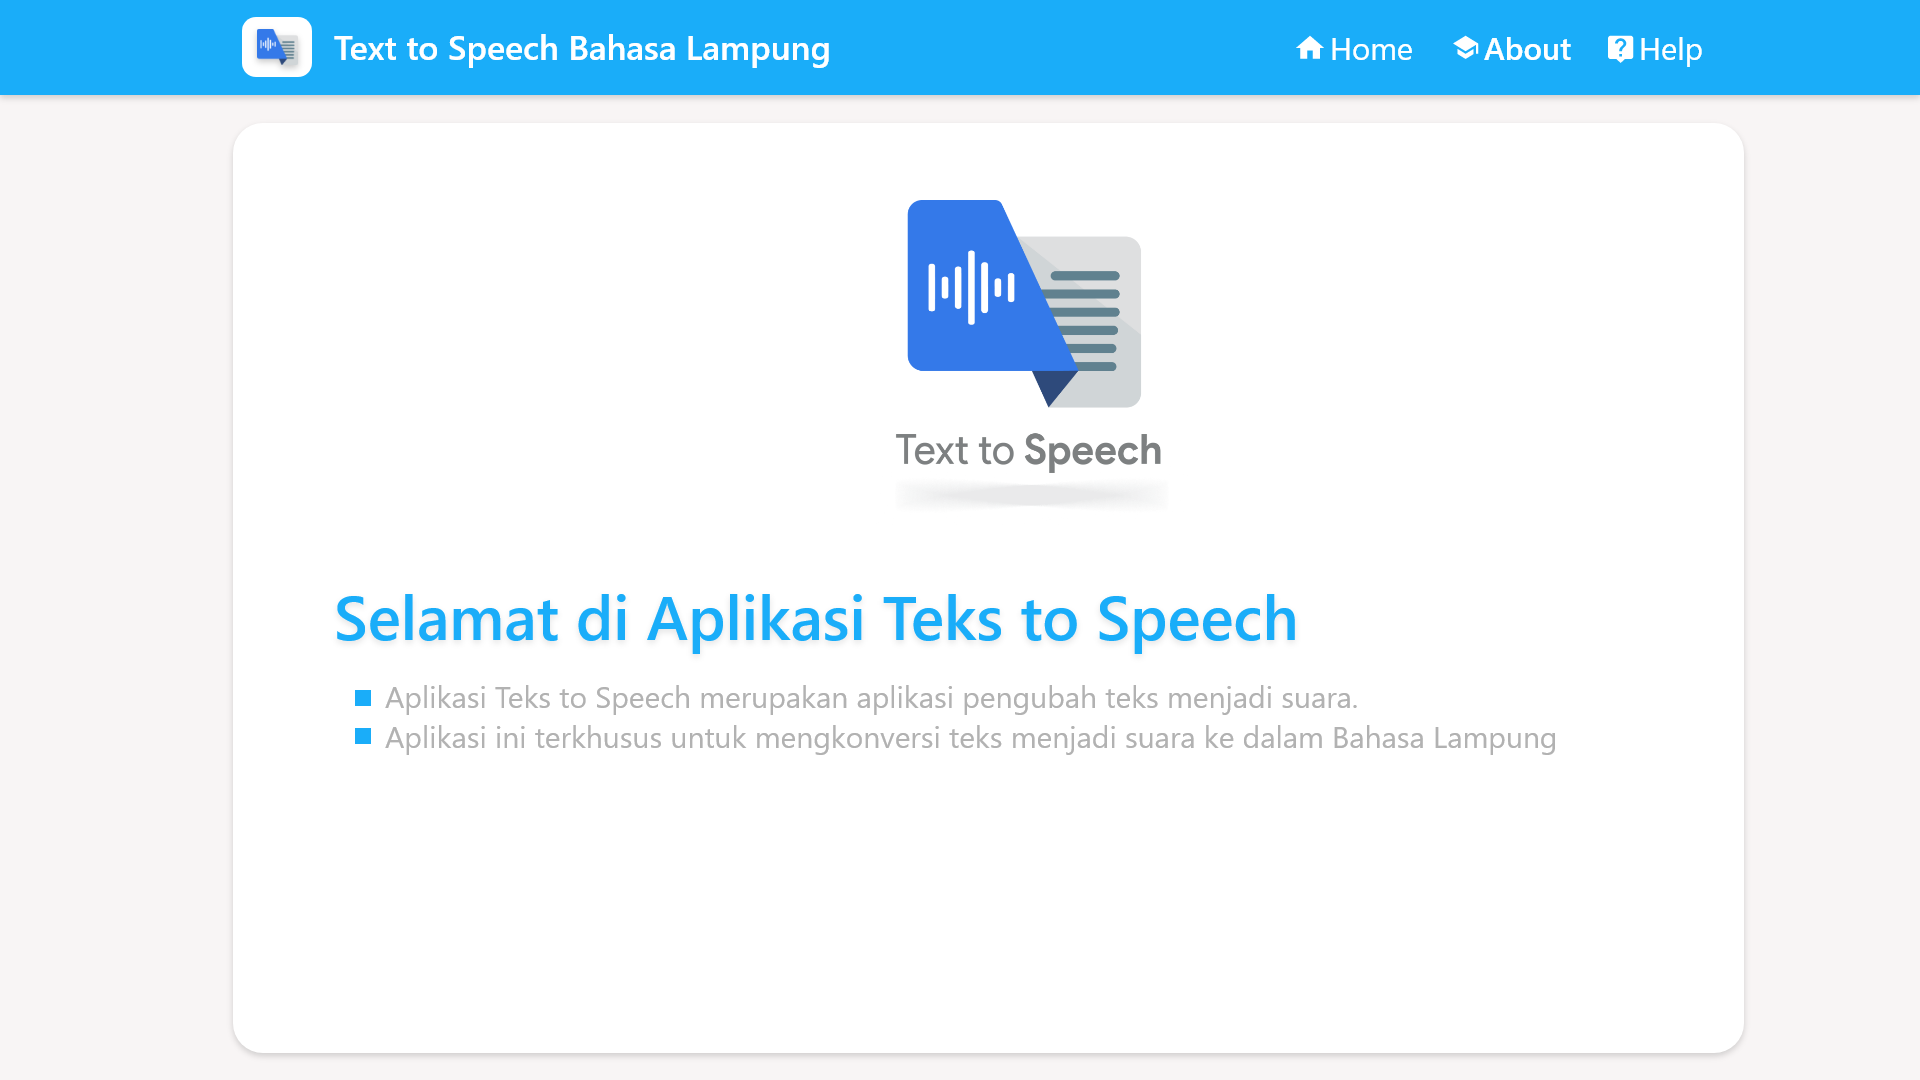 Text to Speech Bahasa Lampung
Home
About
Help
Text to Speech
Selamat di Aplikasi Teks to Speech
Aplikasi Teks to Speech merupakan aplikasi pengubah teks menjadi suara.
Aplikasi ini terkhusus untuk mengkonversi teks menjadi suara ke dalam Bahasa Lampung